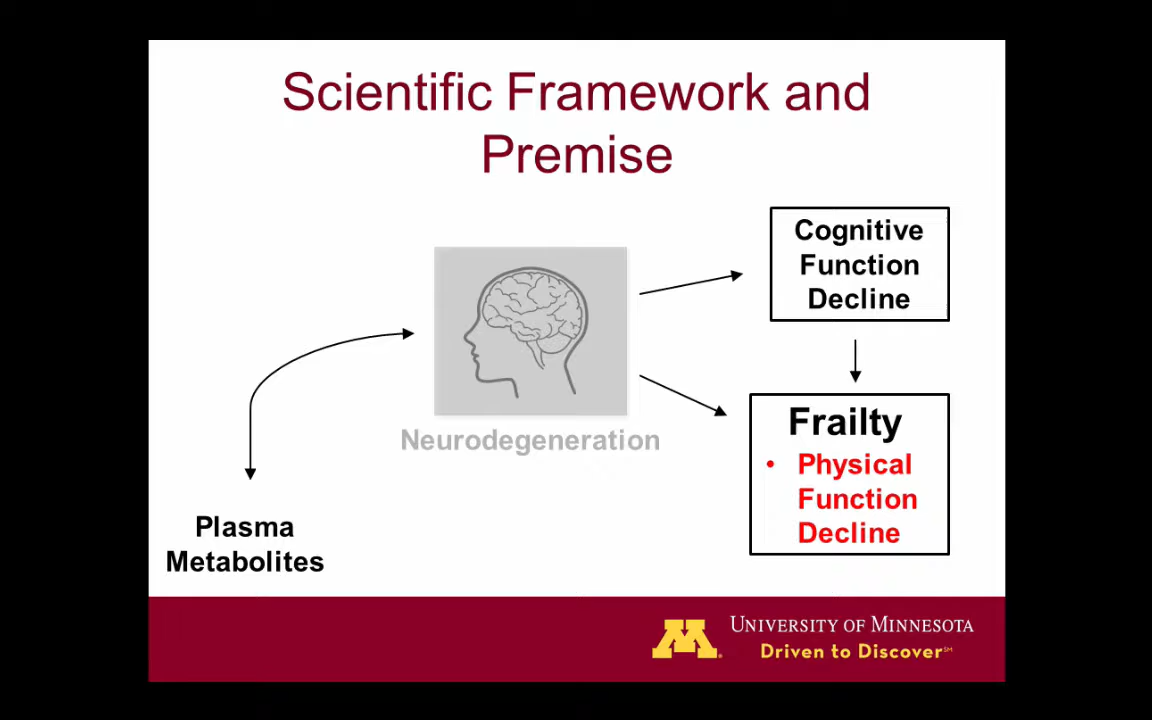 Scientific Framework and
Premise
Cognitive
Function
Decline
Neurodegeneration
Frailty
• Physical
Function
Decline
Plasma
Metabolites
M
UNIVERSITY OF MINNESOTA
Driven to Discover℠